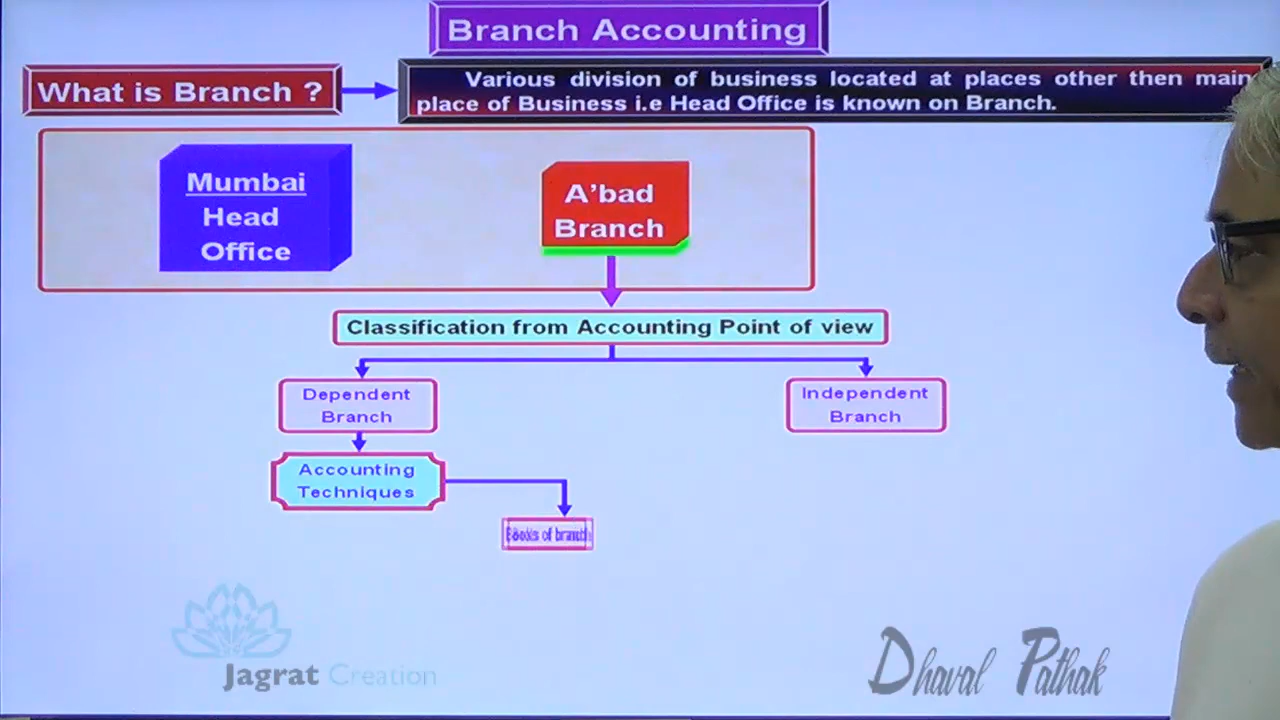 Branch Accounting
What is Branch ?
Various division of business located at places other then main
place of Business i.e Head Office is known on Branch.
Mumbai
Head
Office
A'bad
Branch
Classification from Accounting Point of view
Dependent
Branch
Independent
Branch
Accounting
Techniques
of branch
Jagrat Creation
Dhaval Pathak